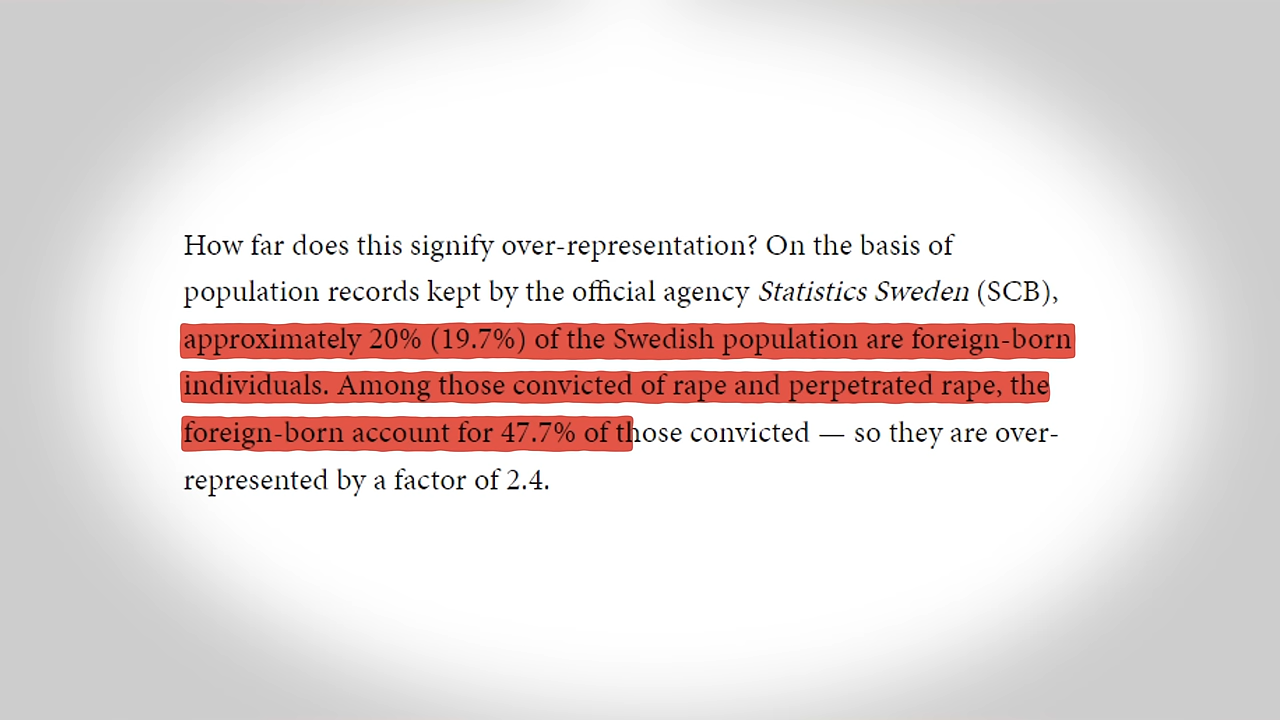 How far does this signify over-representation? On the basis of
population records kept by the official agency Statistics Sweden (SCB),
approximately 20% (19.7%) of the Swedish population are foreign-born
individuals. Among those convicted of rape and perpetrated rape, the
foreign-born account for 47.7% of those convicted — so they are over-
represented by a factor of 2.4.